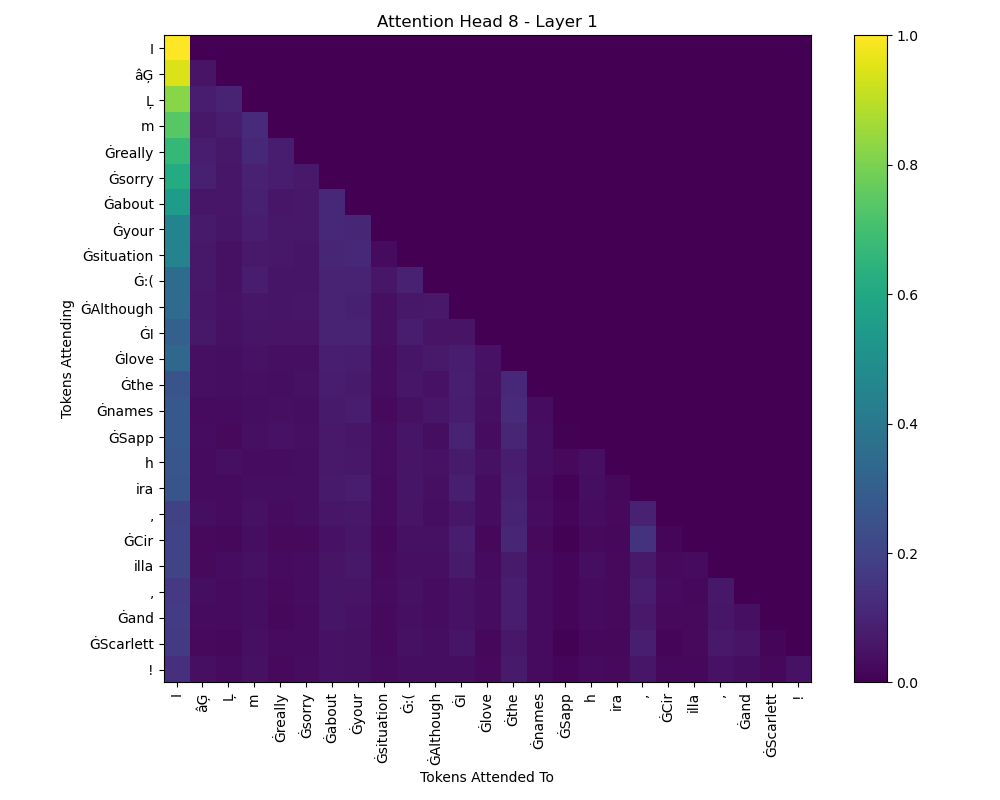 Attention Head 8 - Layer 1
Tokens Attending
I
âĢ
Ļ
m
Ġreally
Ġsorry
Ġabout
Ġyour
Ġsituation
Ġ:(
ĠAlthough
ĠI
Ġlove
Ġthe
Ġnames
ĠSapp
h
ira
,
ĠCir
illa
,
Ġand
ĠScarlett
!
I
âĢ
Ļ
m
Ġreally
Ġsorry
Ġabout
Ġyour
Ġsituation
Ġ:(
ĠAlthough
ĠI
Ġlove
Ġthe
Ġnames
ĠSapp
h
ira
,
ĠCir
illa
,
Ġand
ĠScarlett
!
Tokens Attended To
1.0
0.8
0.6
0.4
0.2
0.0